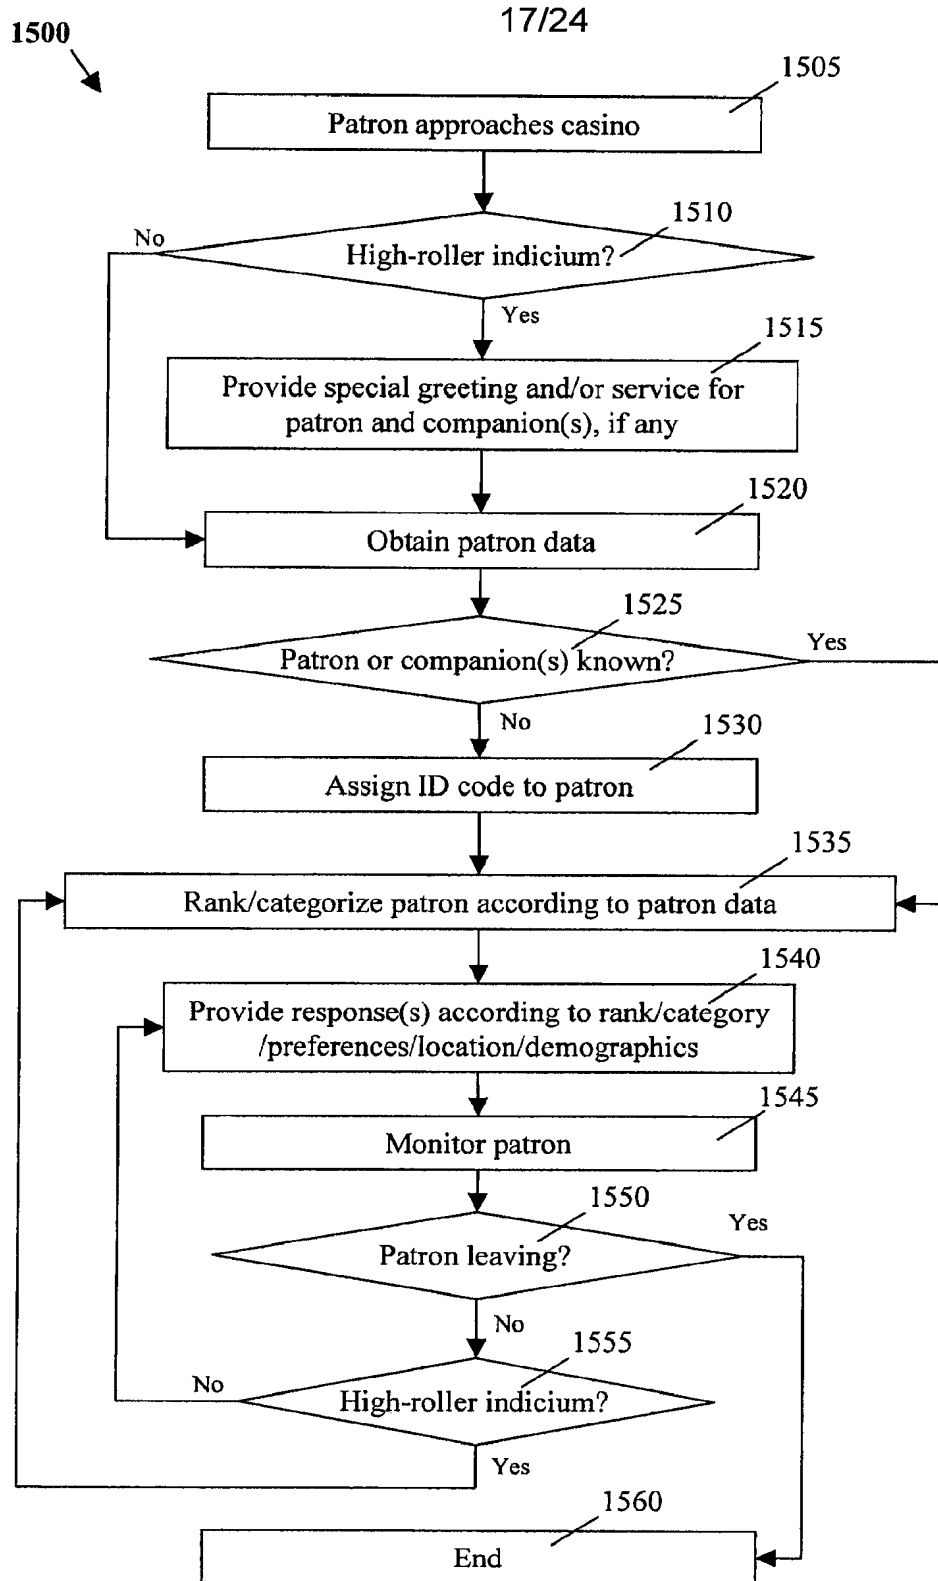 17/24
1500
1505
Patron approaches casino
1510
No
High-roller indicium?
Yes
1515
Provide special greeting and/or service for
patron and companion(s), if any
1520
Obtain patron data
1525
Yes
Patron or companion(s) known?
No
1530
Assign ID code to patron
1535
Rank/categorize patron according to patron data
1540
Provide response(s) according to rank/category
/preferences/location/demographics
1545
Monitor patron
1550
Yes
Patron leaving?
No
1555
No
High-roller indicium?
Yes
1560
End